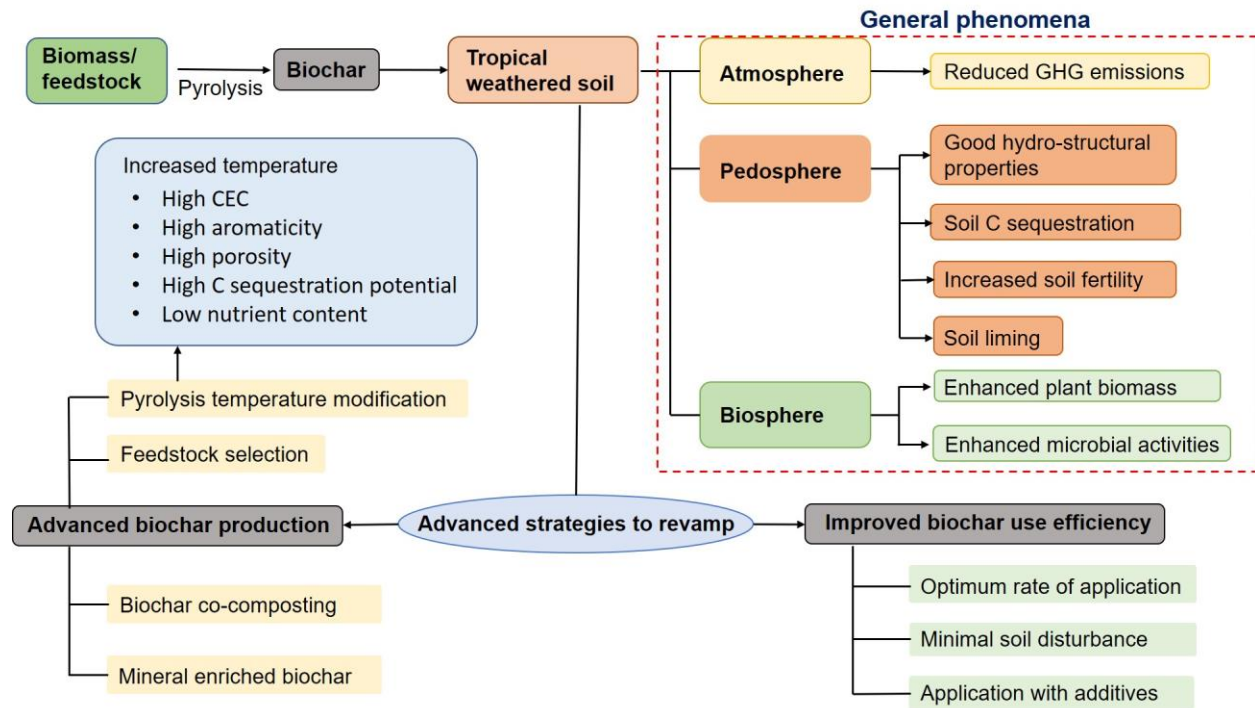 General phenomena
Biomass/
feedstock
Pyrolysis
Biochar
Tropical
weathered soil
Atmosphere
Reduced GHG emissions
Pedosphere
Good hydro-structural
properties
Soil C sequestration
Increased soil fertility
Soil liming
Biosphere
Enhanced plant biomass
Enhanced microbial activities
Increased temperature
• High CEC
• High aromaticity
• High porosity
• High C sequestration potential
• Low nutrient content
Pyrolysis temperature modification
Feedstock selection
Advanced biochar production
Advanced strategies to revamp
Improved biochar use efficiency
Biochar co-composting
Mineral enriched biochar
Optimum rate of application
Minimal soil disturbance
Application with additives